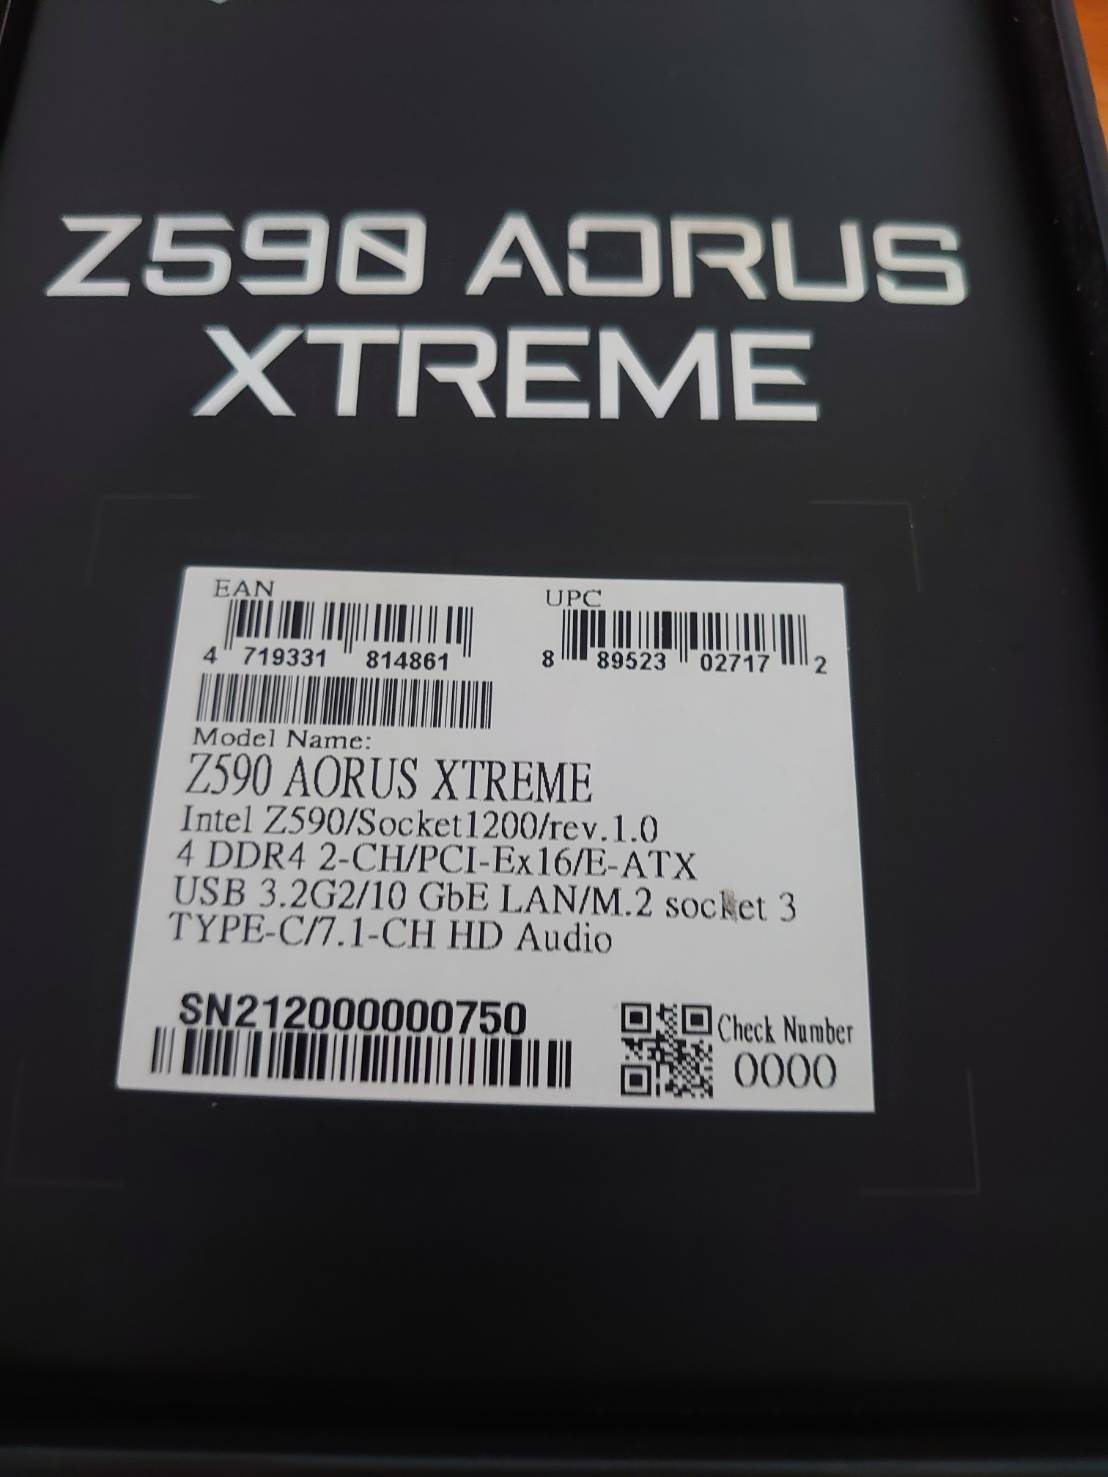 Z590 AORUS
XTREME
EAN
4 719331 814861
UPC
8 89523 02717 2
Model Name:
Z590 AORUS XTREME
Intel Z590/Socket1200/rev.1.0
4 DDR4 2-CH/PCI-Ex16/E-ATX
USB 3.2G2/10 GbE LAN/M.2 socket 3
TYPE-C/7.1-CH HD Audio
SN212000000750
Check Number
0000